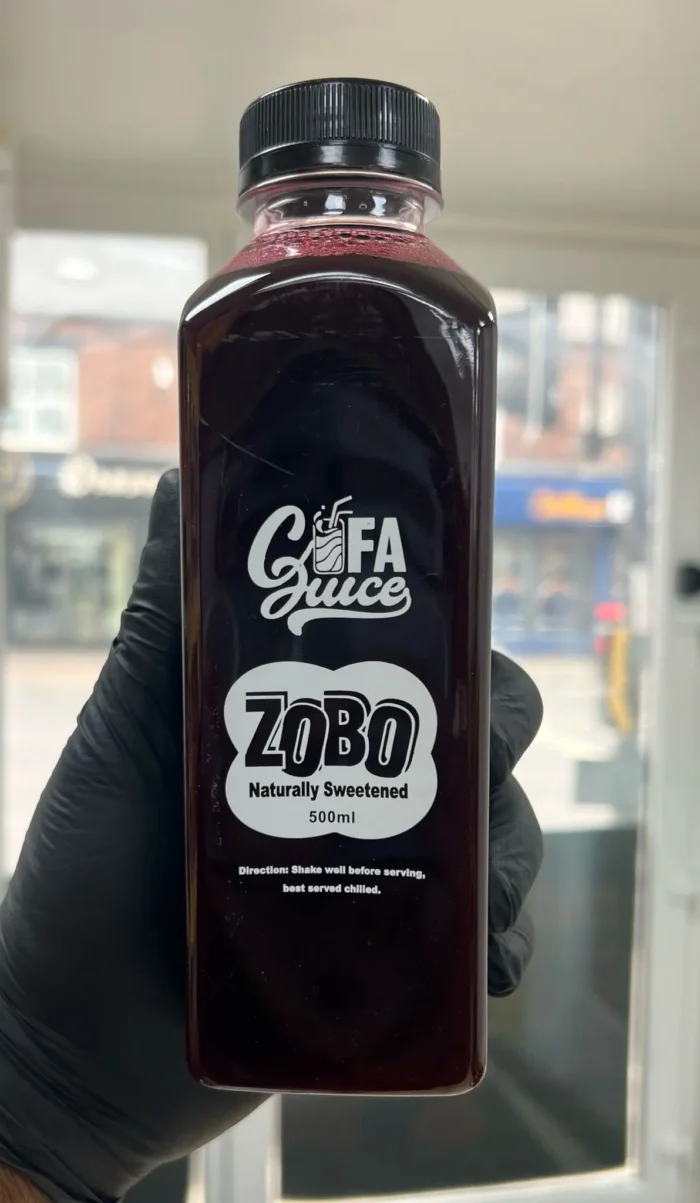 GIFA
Juice
ZOBO
Naturally Sweetened
500ml
Direction: Shake well before serving,
best served chilled.